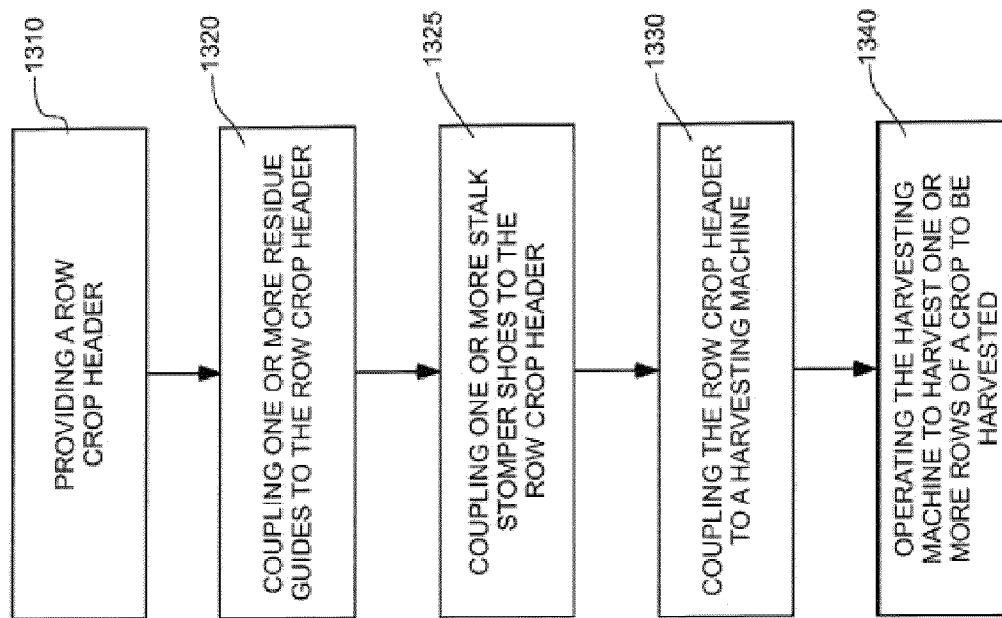 1310
PROVIDING A ROW
CROP HEADER
1320
COUPLING ONE OR MORE RESIDUE
GUIDES TO THE ROW CROP HEADER
1325
COUPLING ONE OR MORE STALK
STOMPER SHOES TO THE
ROW CROP HEADER
1330
COUPLING THE ROW CROP HEADER
TO A HARVESTING MACHINE
1340
OPERATING THE HARVESTING
MACHINE TO HARVEST ONE OR
MORE ROWS OF A CROP TO BE
HARVESTED